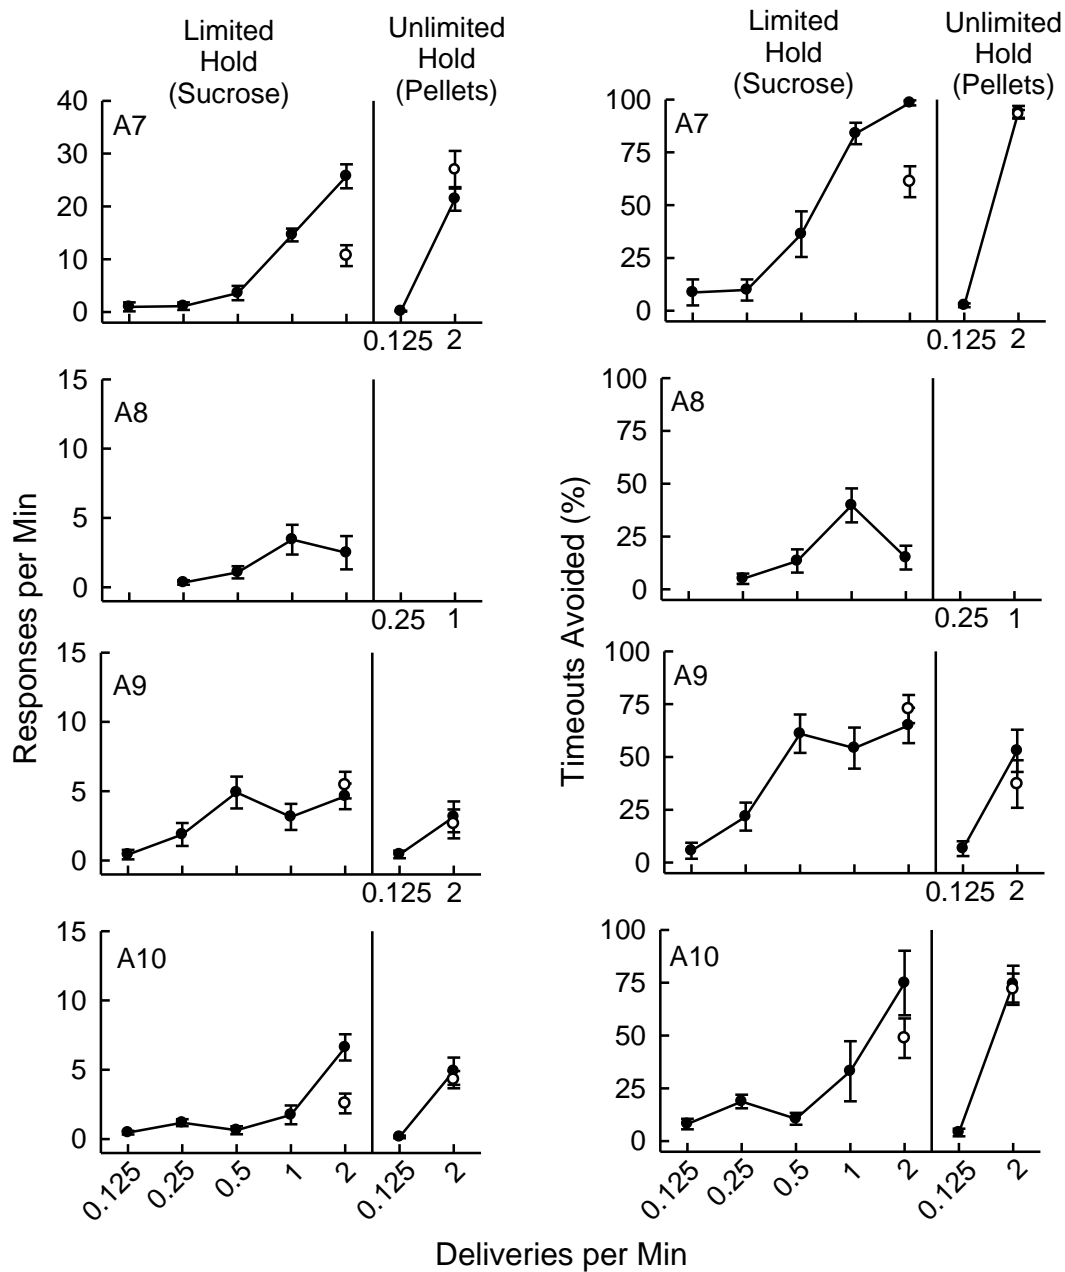 Limited
Hold
(Sucrose)
Unlimited
Hold
(Pellets)
Limited
Hold
(Sucrose)
Unlimited
Hold
(Pellets)
Responses per Min
A7
40
30
20
10
0
0.125 2
A8
15
10
5
0
0.25 1
A9
15
10
5
0
0.125 2
A10
15
10
5
0
0.125 0.25 0.5 1 2 0.125 2
Timeouts Avoided (%)
A7
100
75
50
25
0
0.125 2
A8
100
75
50
25
0
0.25 1
A9
100
75
50
25
0
0.125 2
A10
100
75
50
25
0
0.125 0.25 0.5 1 2 0.125 2
Deliveries per Min